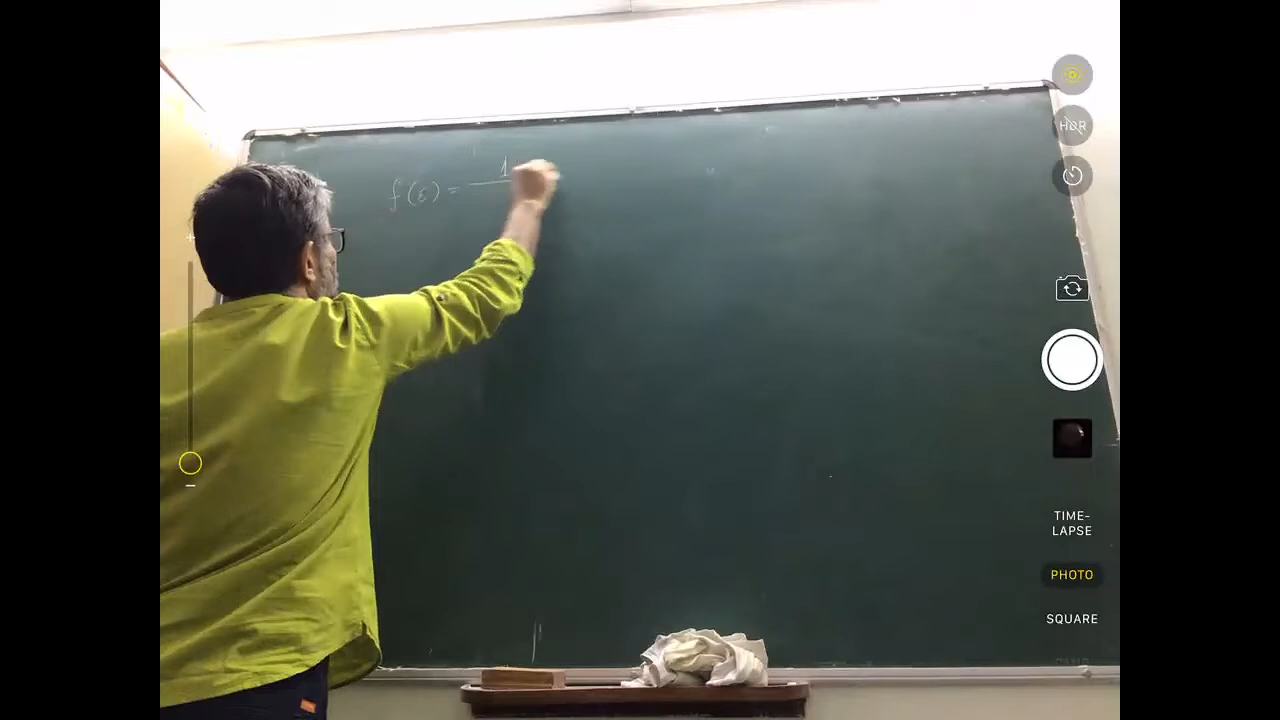 f(ε) = 1
HDR
TIME-
LAPSE
PHOTO
SQUARE